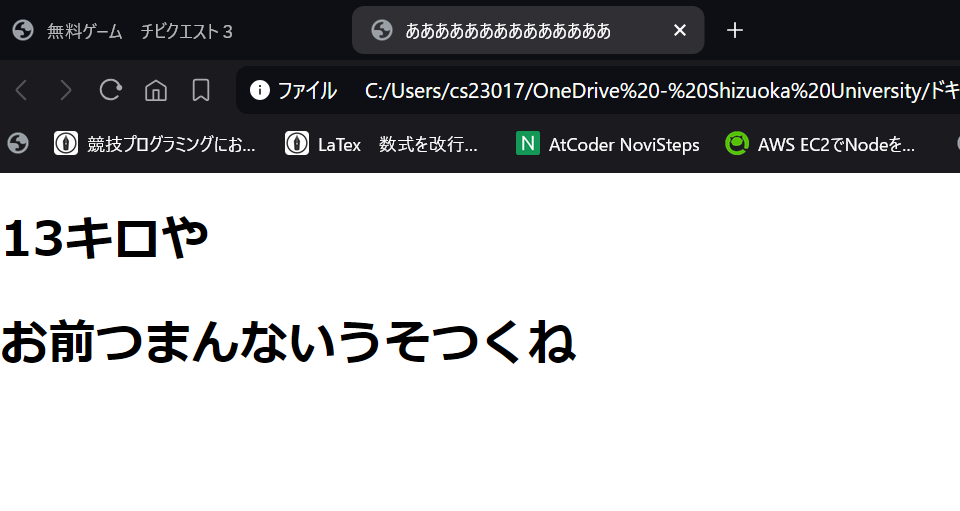 無料ゲーム チビクエスト３
ああああああああああああああ
ファイル C:/Users/cs23017/OneDrive%20-%20Shizuoka%20University/ドキ
競技プログラミングにお...
LaTex 数式を改行...
N AtCoder NoviSteps
AWS EC2でNodeを...
13キロや
お前つまんないうそつくね